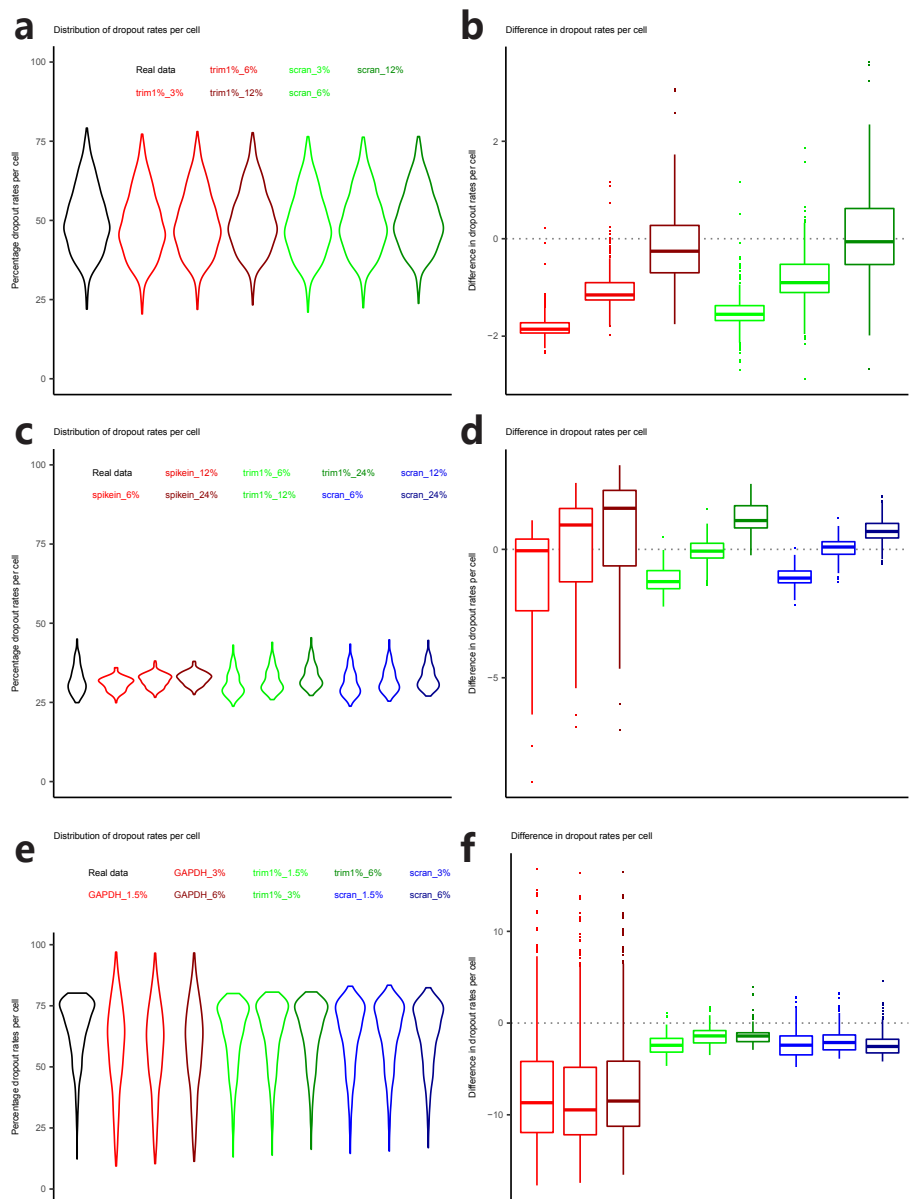 a
Distribution of dropout rates per cell
Real data trim1%_6% scran_3% scran_12%
trim1%_3% trim1%_12% scran_6%
Percentage dropout rates per cell
100
75
50
25
0
b
Difference in dropout rates per cell
Difference in dropout rates per cell
2
0
−2
c
Distribution of dropout rates per cell
Real data spikein_12% trim1%_6% trim1%_24% scran_12%
spikein_6% spikein_24% trim1%_12% scran_6% scran_24%
Percentage dropout rates per cell
100
75
50
25
0
d
Difference in dropout rates per cell
Difference in dropout rates per cell
0
−5
e
Distribution of dropout rates per cell
Real data GAPDH_3% trim1%_1.5% trim1%_6% scran_3%
GAPDH_1.5% GAPDH_6% trim1%_3% scran_1.5% scran_6%
Percentage dropout rates per cell
100
75
50
25
0
f
Difference in dropout rates per cell
Difference in dropout rates per cell
10
0
−10